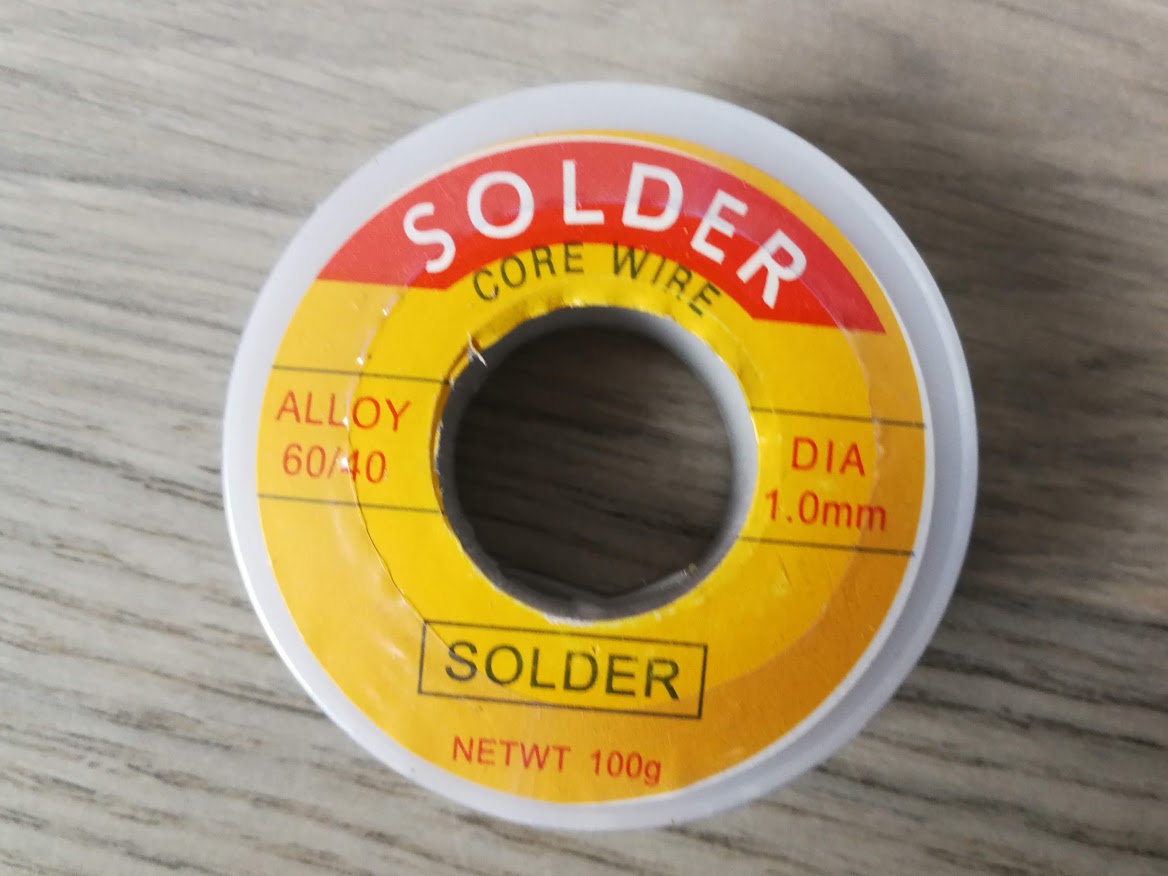 SOLDER
CORE WIRE
ALLOY
60/40
DIA
1.0mm
SOLDER
NETWT 100g